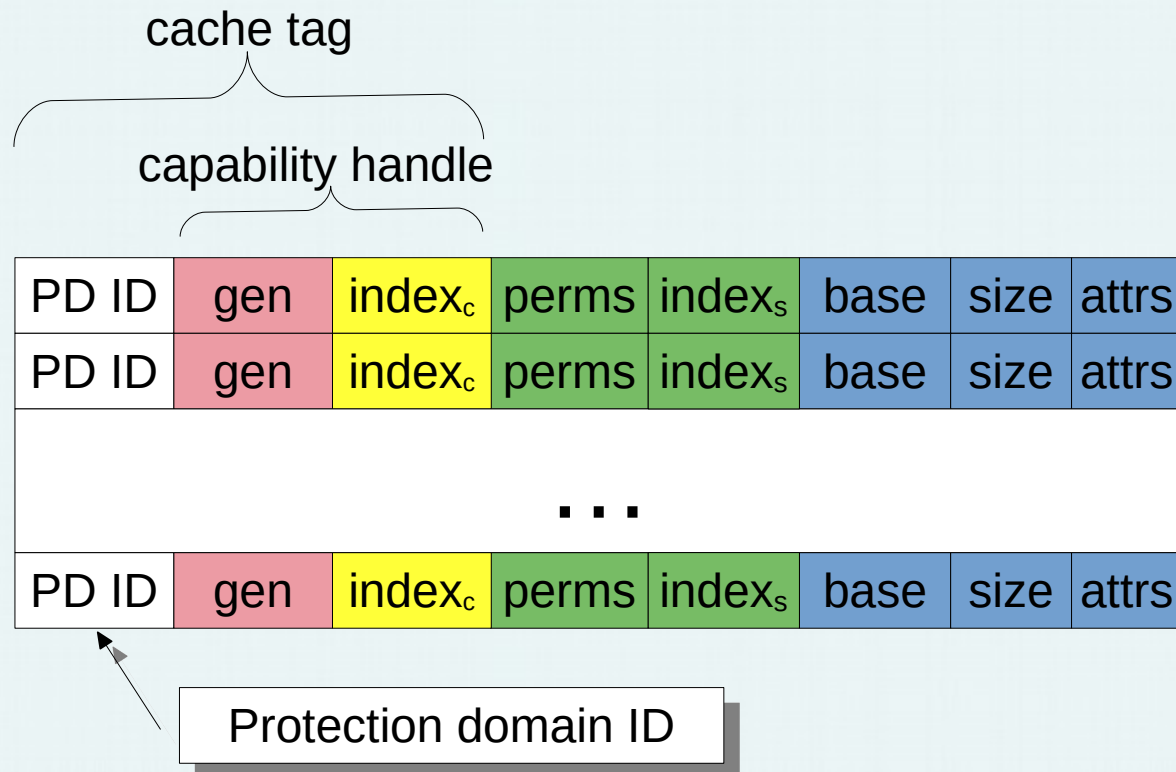 cache tag
capability handle
PD ID gen indexc perms indexs base size attrs
PD ID gen indexc perms indexs base size attrs
...
PD ID gen indexc perms indexs base size attrs
Protection domain ID